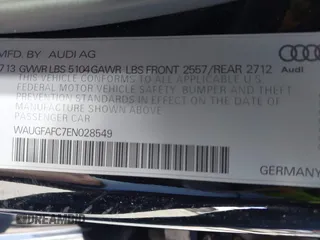 MFD. BY AUDI AG
/13 GVWR LBS 5104 GAWR LBS FRONT 2557/REAR 2712
THIS VEHICLE CONFORMS TO ALL APPLICABLE U.S.
FEDERAL MOTOR VEHICLE SAFETY, BUMPER AND THEFT
PREVENTION STANDARDS IN EFFECT ON THE DATE OF
MANUFACTURE SHOWN ABOVE
PASSENGER CAR
WAUGFAFC7EN028549
Audi
GERMANY
DREAMBID